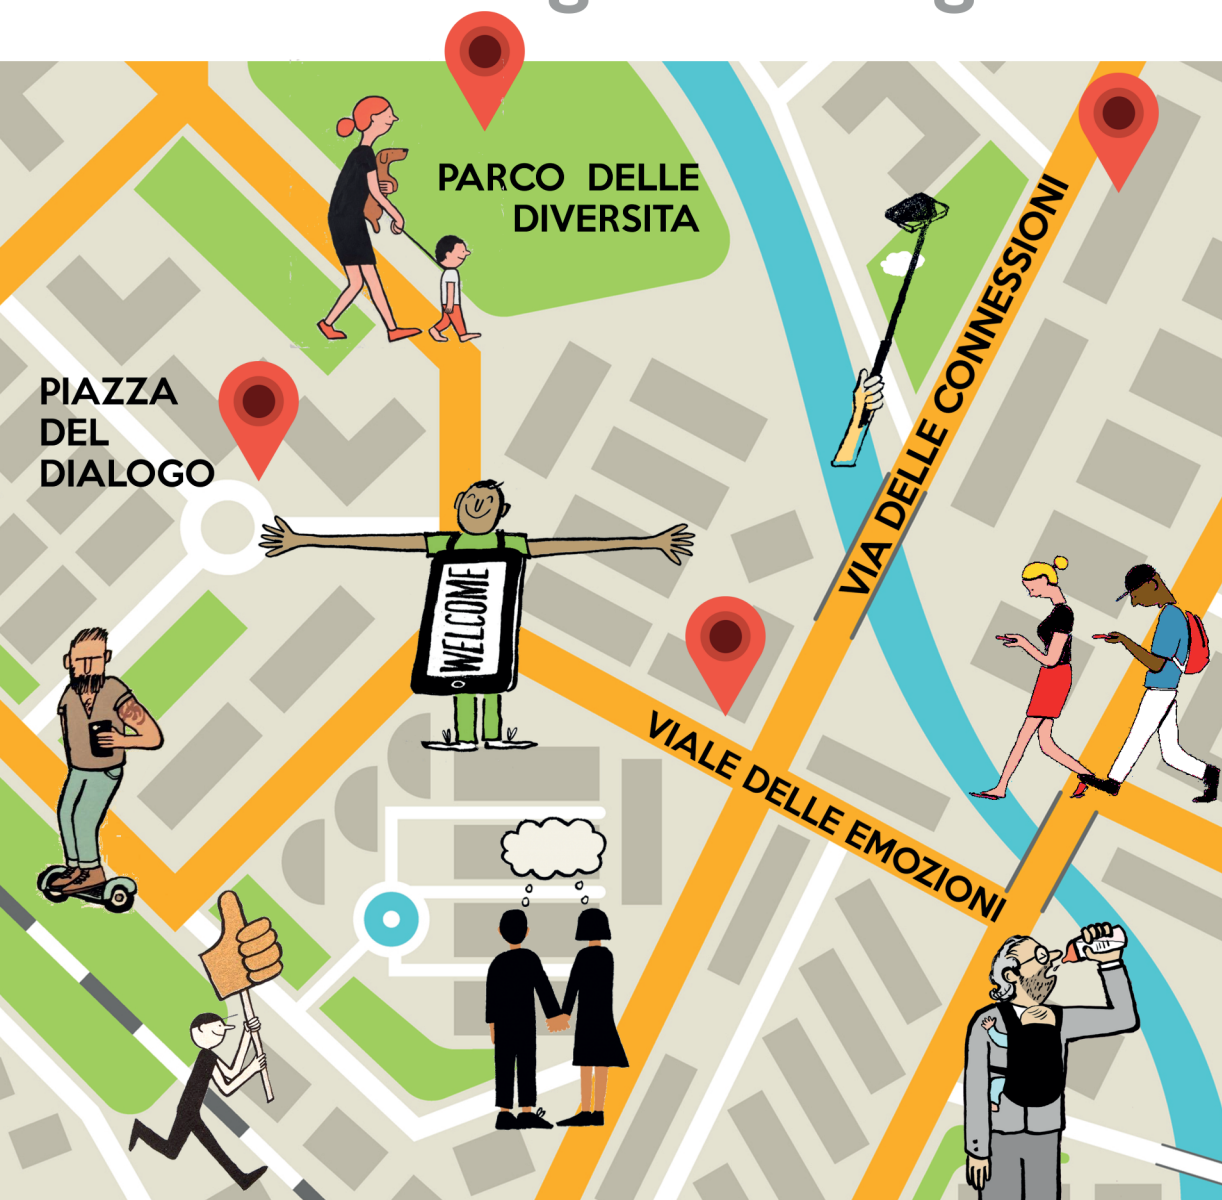 PARCO DELLE
DIVERSITA
PIAZZA
DEL
DIALOGO
VIA DELLE CONNESSIONI
WELCOME
VIALE DELLE EMOZIONI